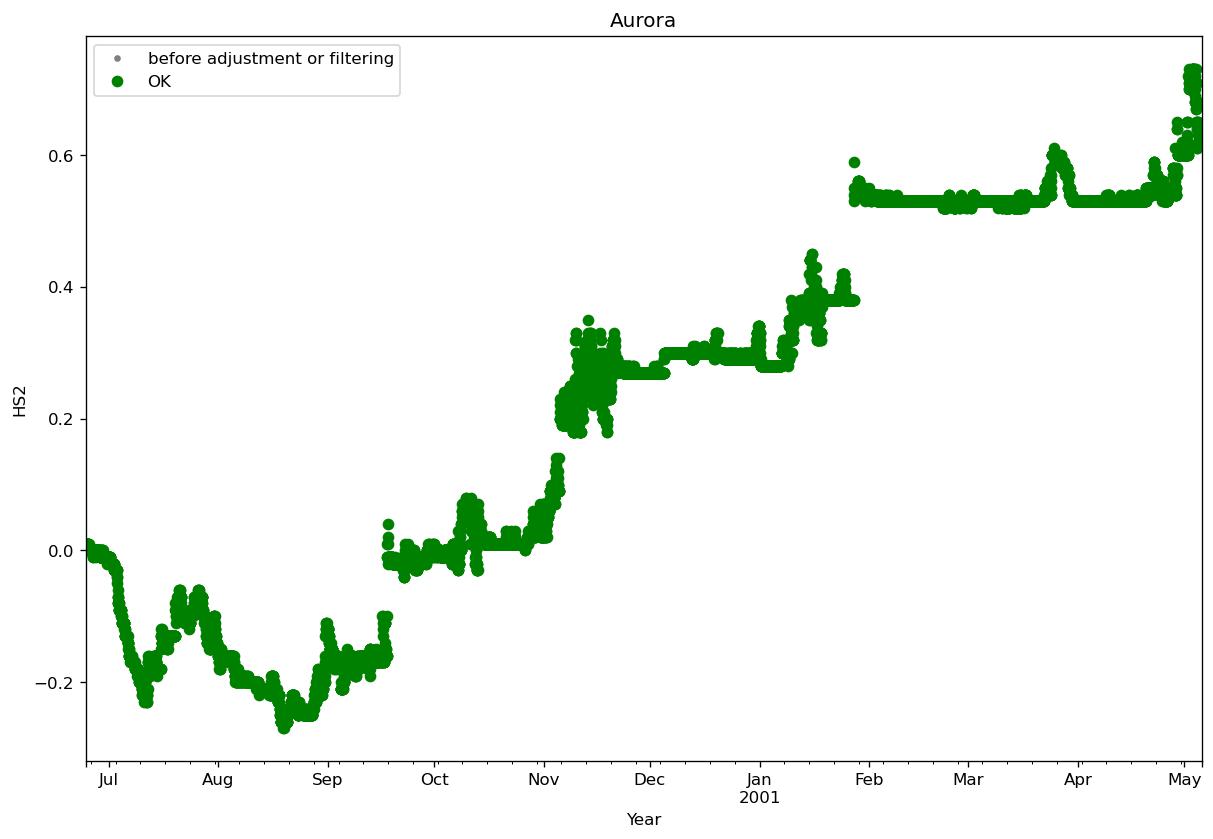 Aurora
before adjustment or filtering
OK
0.6
0.4
0.2
0.0
−0.2
HS2
Jul Aug Sep Oct Nov Dec Jan Feb Mar Apr May
2001
Year